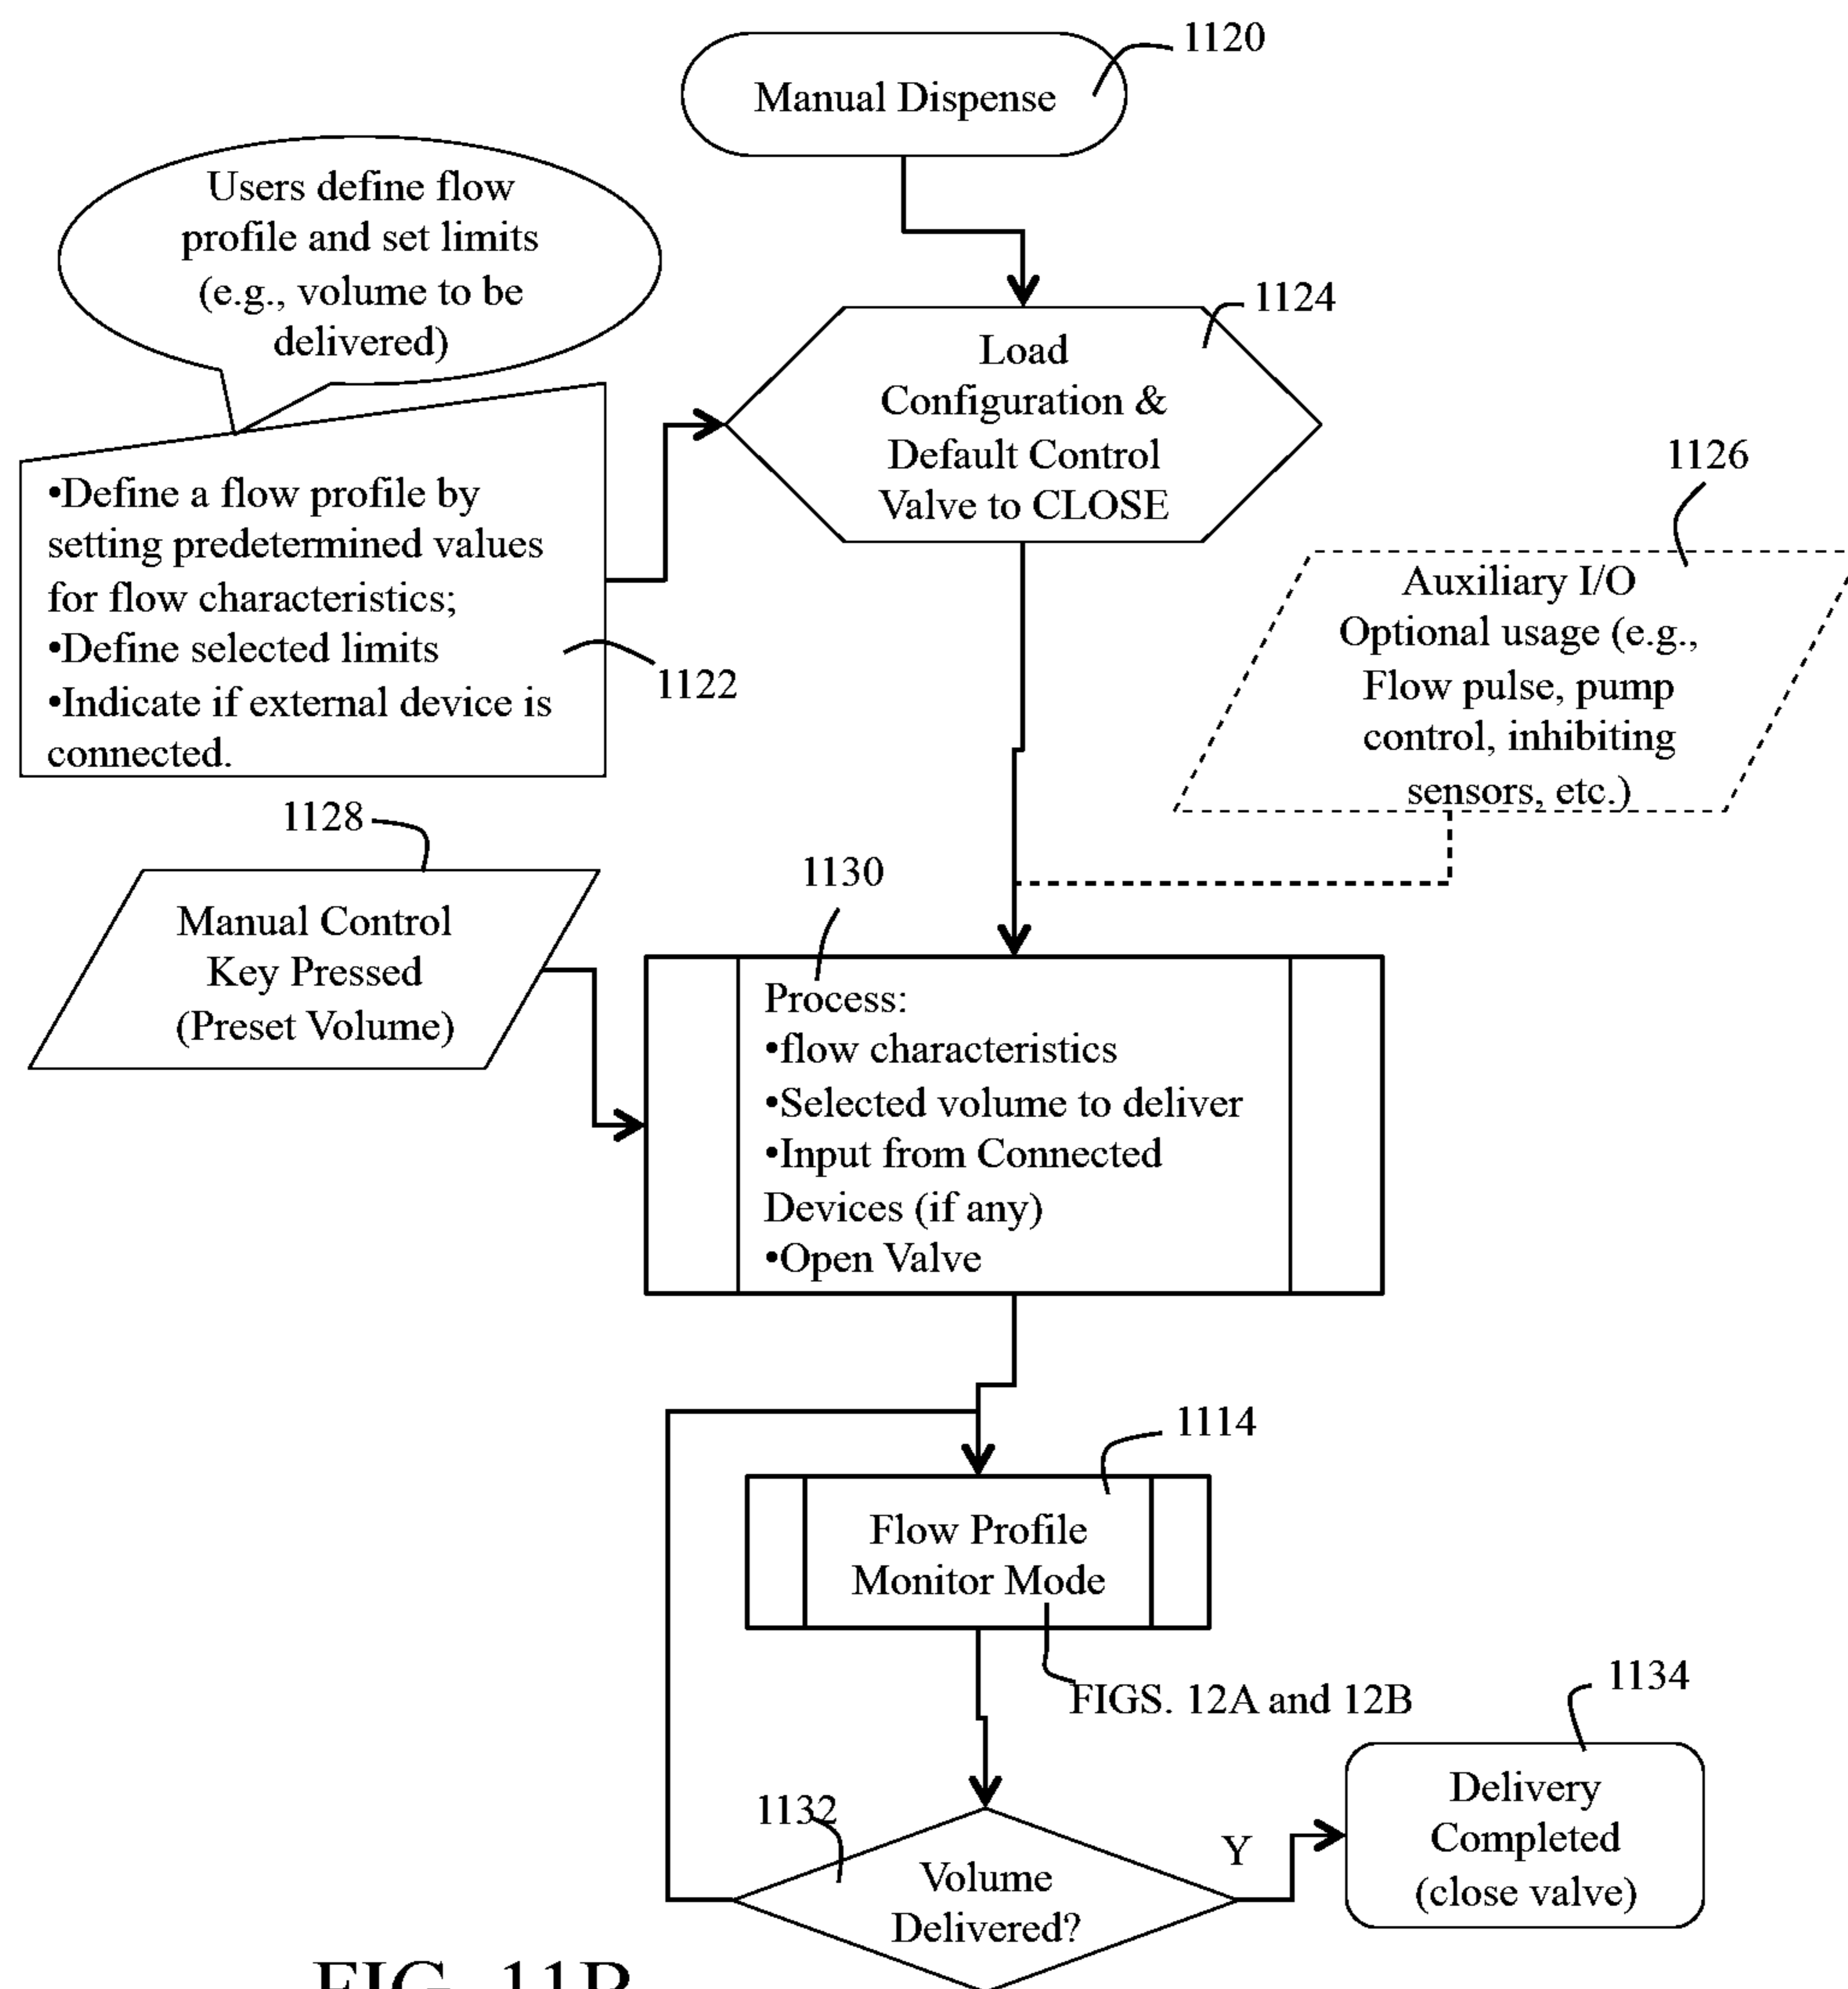 1120
Manual Dispense
Users define flow
profile and set limits
(e.g., volume to be
delivered)
1124
Load
Configuration &
Default Control
Valve to CLOSE
•Define a flow profile by
setting predetermined values
for flow characteristics;
•Define selected limits
•Indicate if external device is
connected.
1122
1126
Auxiliary I/O
Optional usage (e.g.,
Flow pulse, pump
control, inhibiting
sensors, etc.)
1128
Manual Control
Key Pressed
(Preset Volume)
1130
Process:
•flow characteristics
•Selected volume to deliver
•Input from Connected
Devices (if any)
•Open Valve
1114
Flow Profile
Monitor Mode
FIGS. 12A and 12B
1132
Volume
Delivered?
Y
1134
Delivery
Completed
(close valve)
FIG. 11B